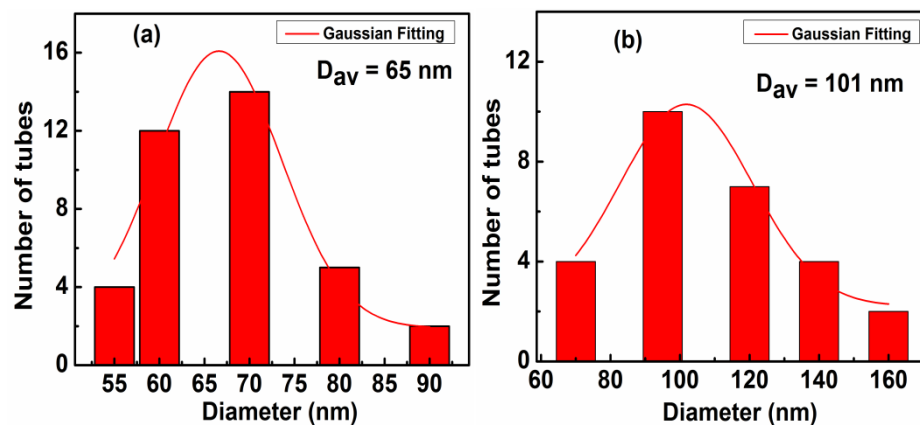 (a)
Gaussian Fitting
D_av = 65 nm
Number of tubes
16
12
8
4
0
55 60 65 70 75 80 85 90
Diameter (nm)
(b)
Gaussian Fitting
D_av = 101 nm
Number of tubes
12
8
4
0
60 80 100 120 140 160
Diameter (nm)